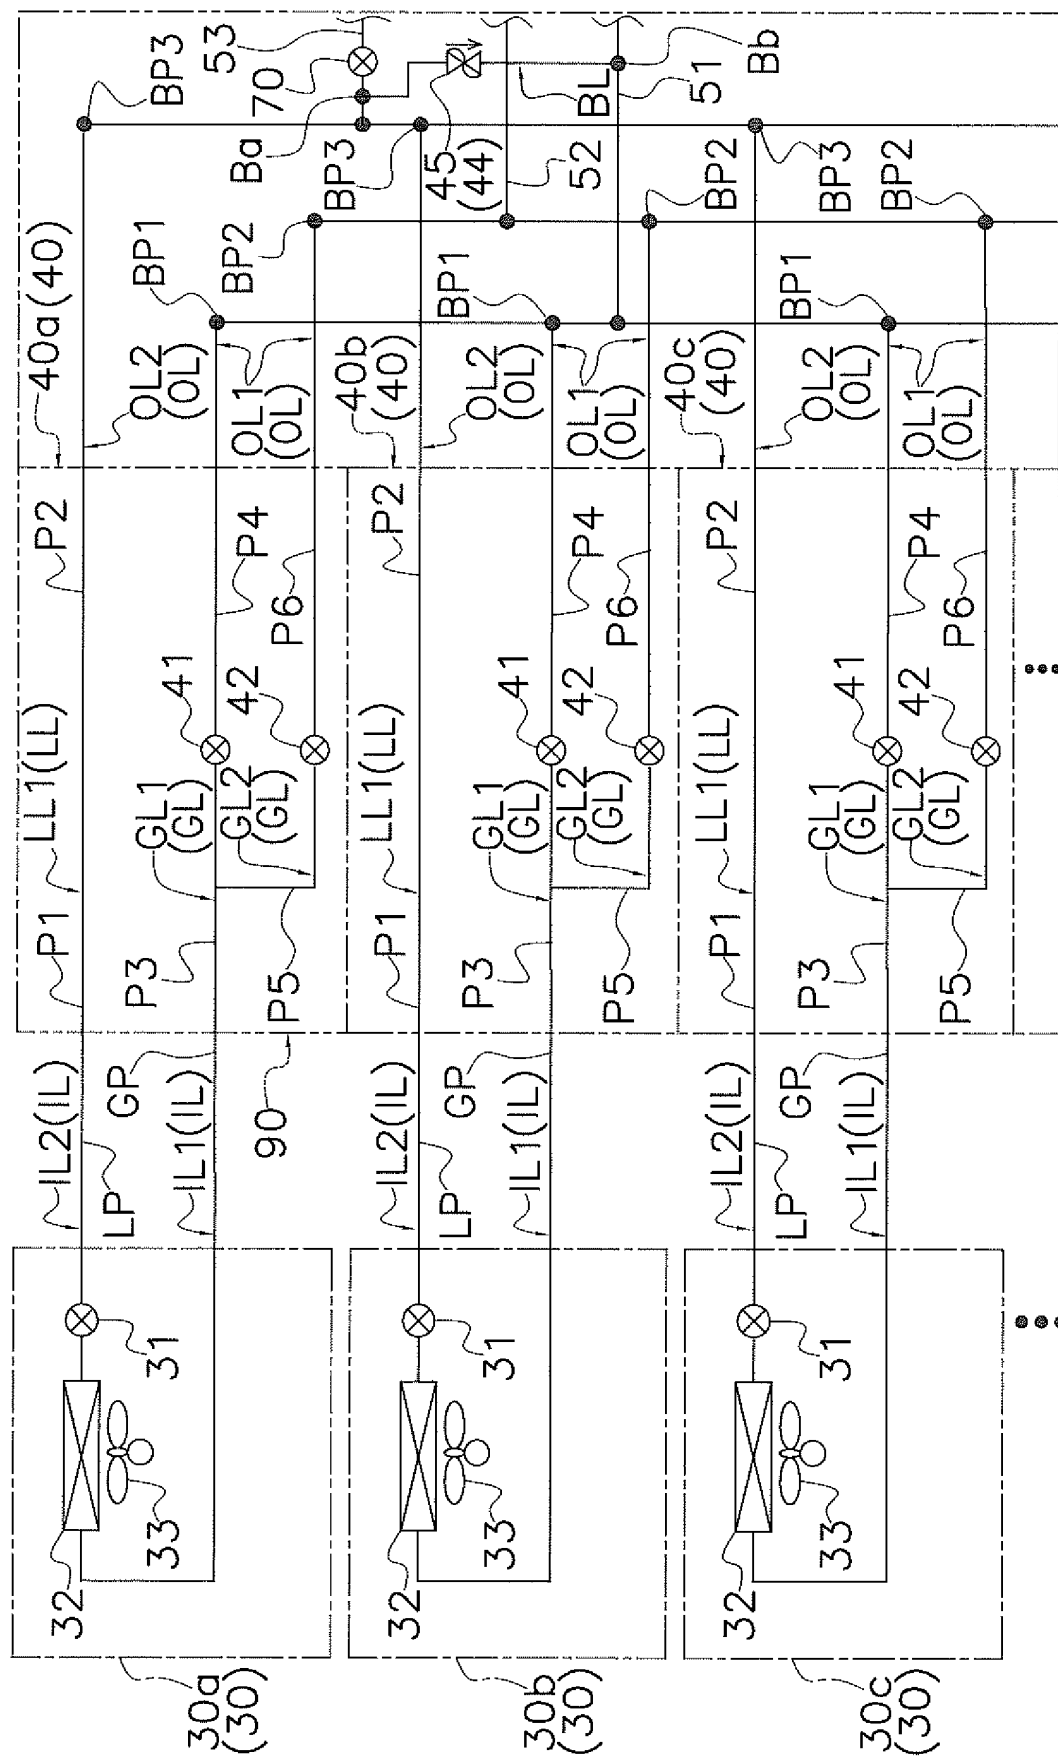 30a
(30)
32
33
31
IL2(IL)
LP
GP
IL1(IL)
90
P1
LL1(LL)
P2
P3
GL1
(GL)
41
P4
P5
GL2
(GL)
42
P6
40a(40)
OL2
(OL)
OL1
(OL)
BP1
BP2
BP3
53
70
Ba
30b
(30)
32
33
31
IL2(IL)
LP
GP
IL1(IL)
P1
LL1(LL)
P2
P3
GL1
(GL)
41
P4
P5
GL2
(GL)
42
P6
40b
(40)
OL2
(OL)
OL1
(OL)
BP1
BP2
BP3
45
(44)
52
BL
51
Bb
30c
(30)
32
33
31
IL2(IL)
LP
GP
IL1(IL)
P1
LL1(LL)
P2
P3
GL1
(GL)
41
P4
P5
GL2
(GL)
42
P6
40c
(40)
OL2
(OL)
OL1
(OL)
BP1
BP2
BP3